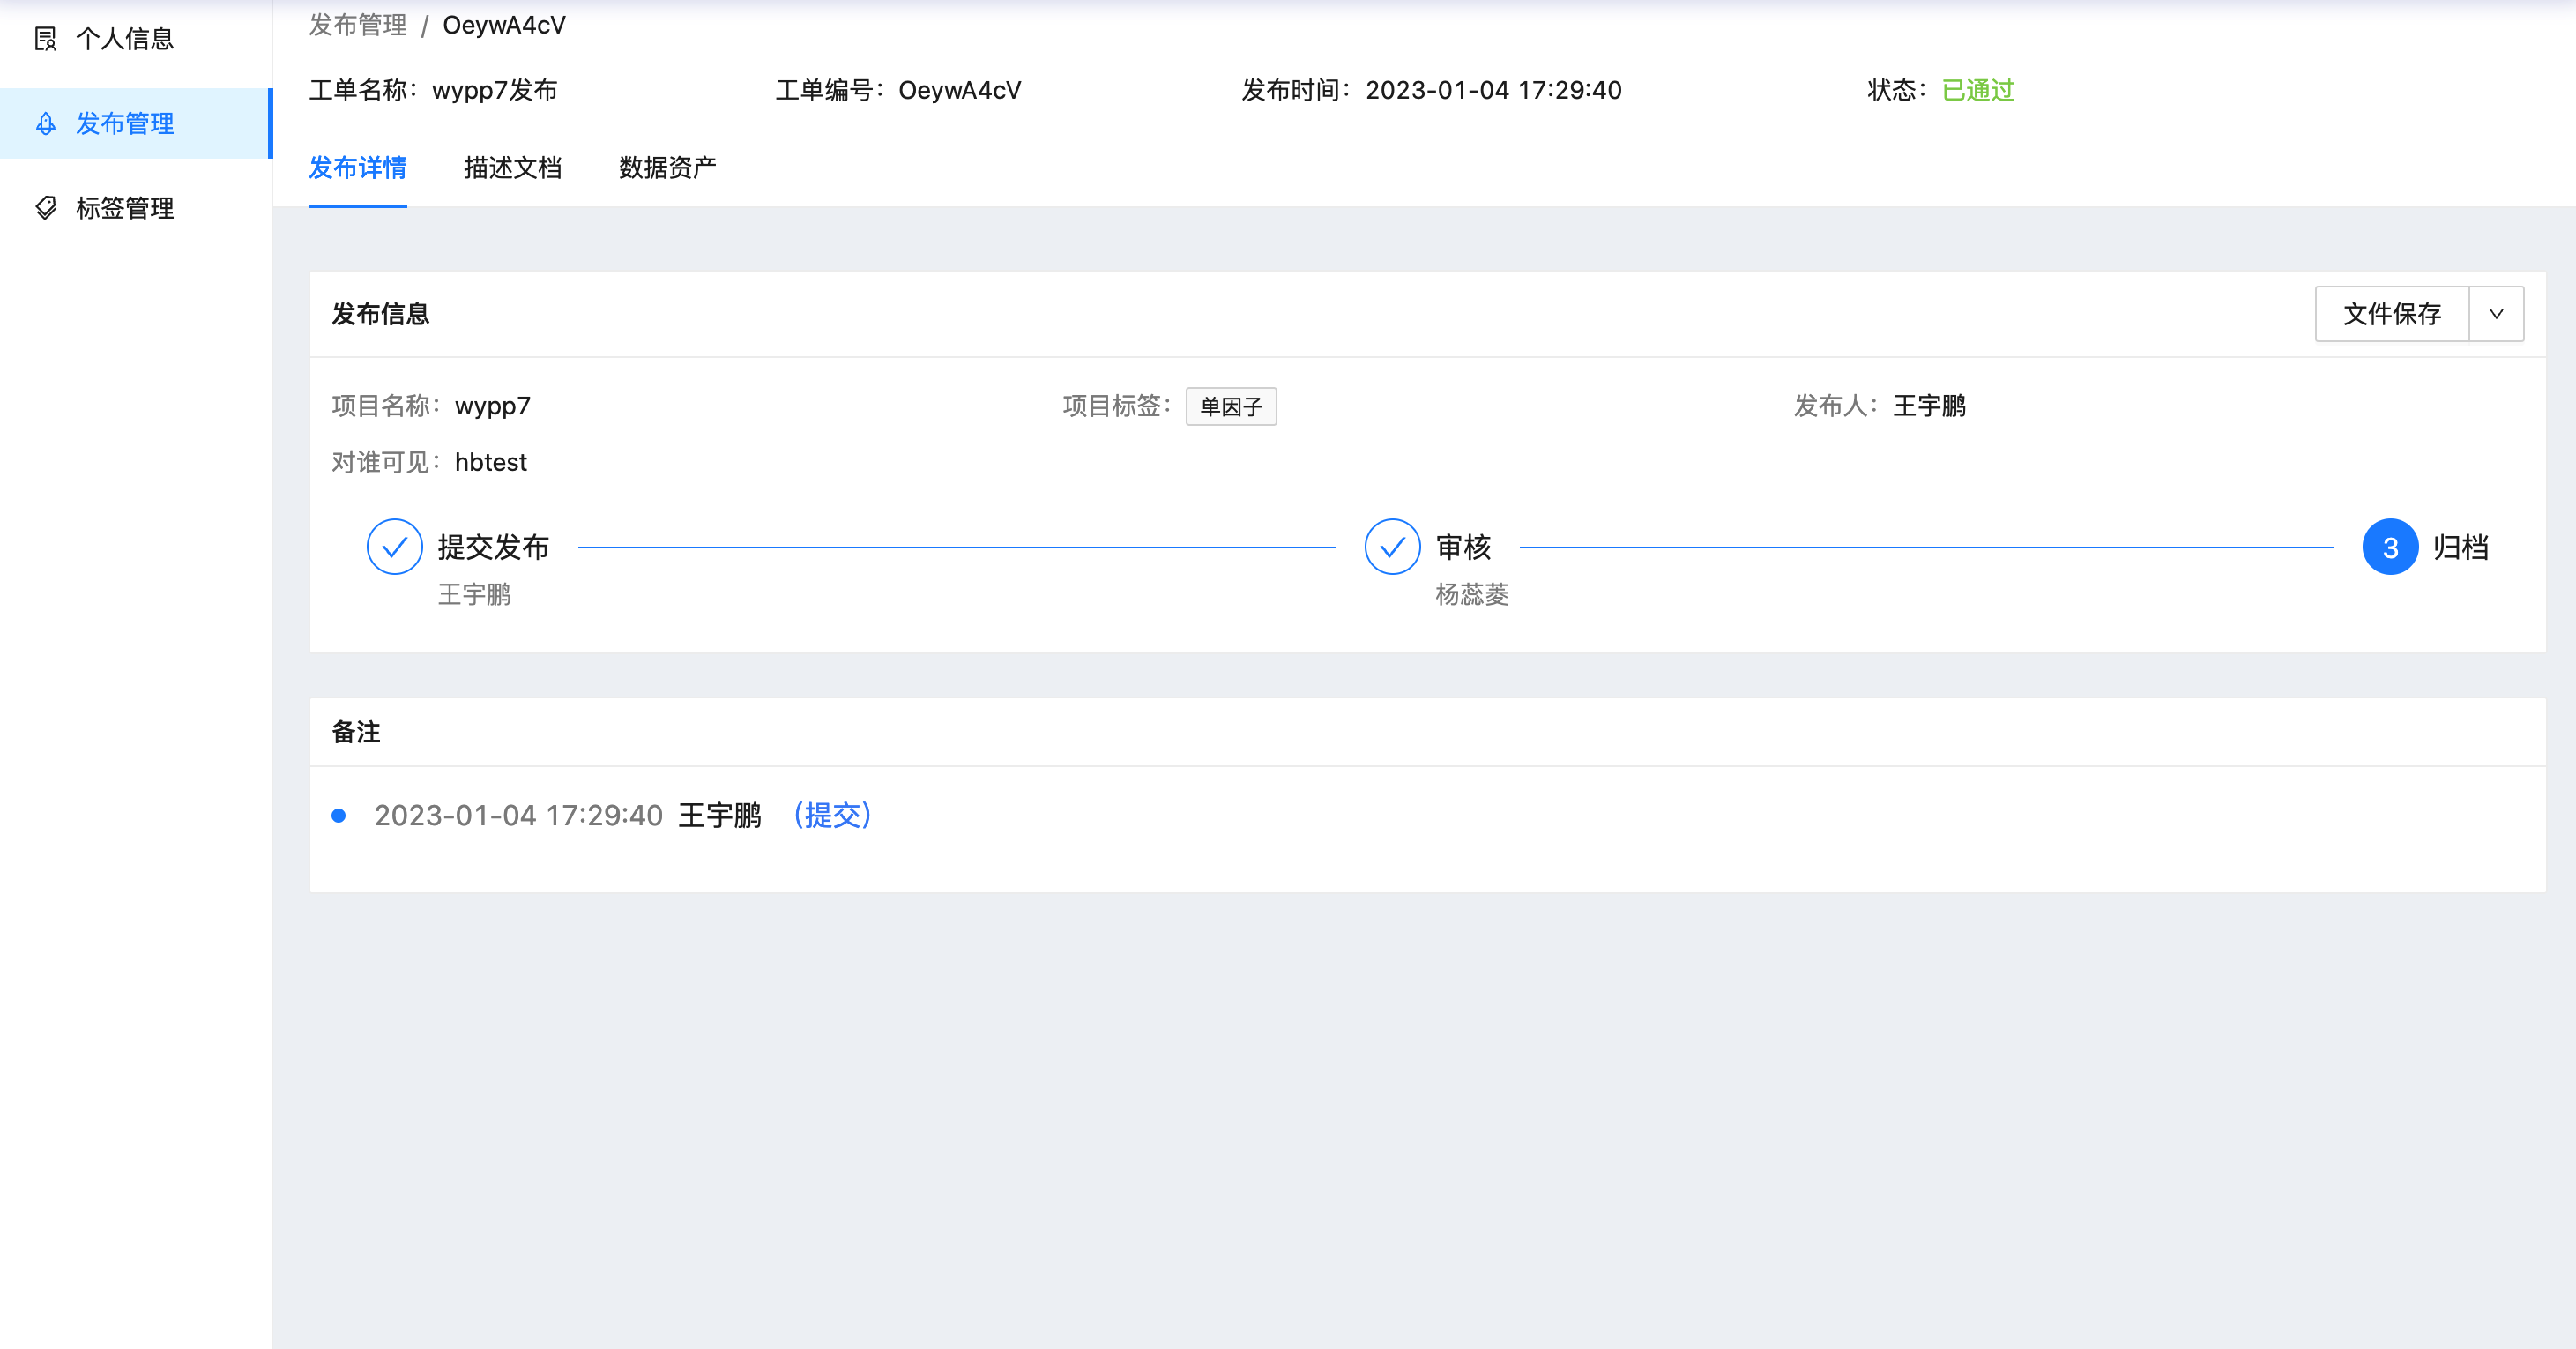 个人信息
发布管理
标签管理
发布管理 / OeywA4cV
工单名称：wypp7发布 工单编号：OeywA4cV 发布时间：2023-01-04 17:29:40 状态：已通过
发布详情 描述文档 数据资产
发布信息 文件保存
项目名称：wypp7 项目标签：单因子 发布人：王宇鹏
对谁可见：hbtest
提交发布 审核 3 归档
王宇鹏 杨蕊菱
备注
2023-01-04 17:29:40 王宇鹏 （提交）